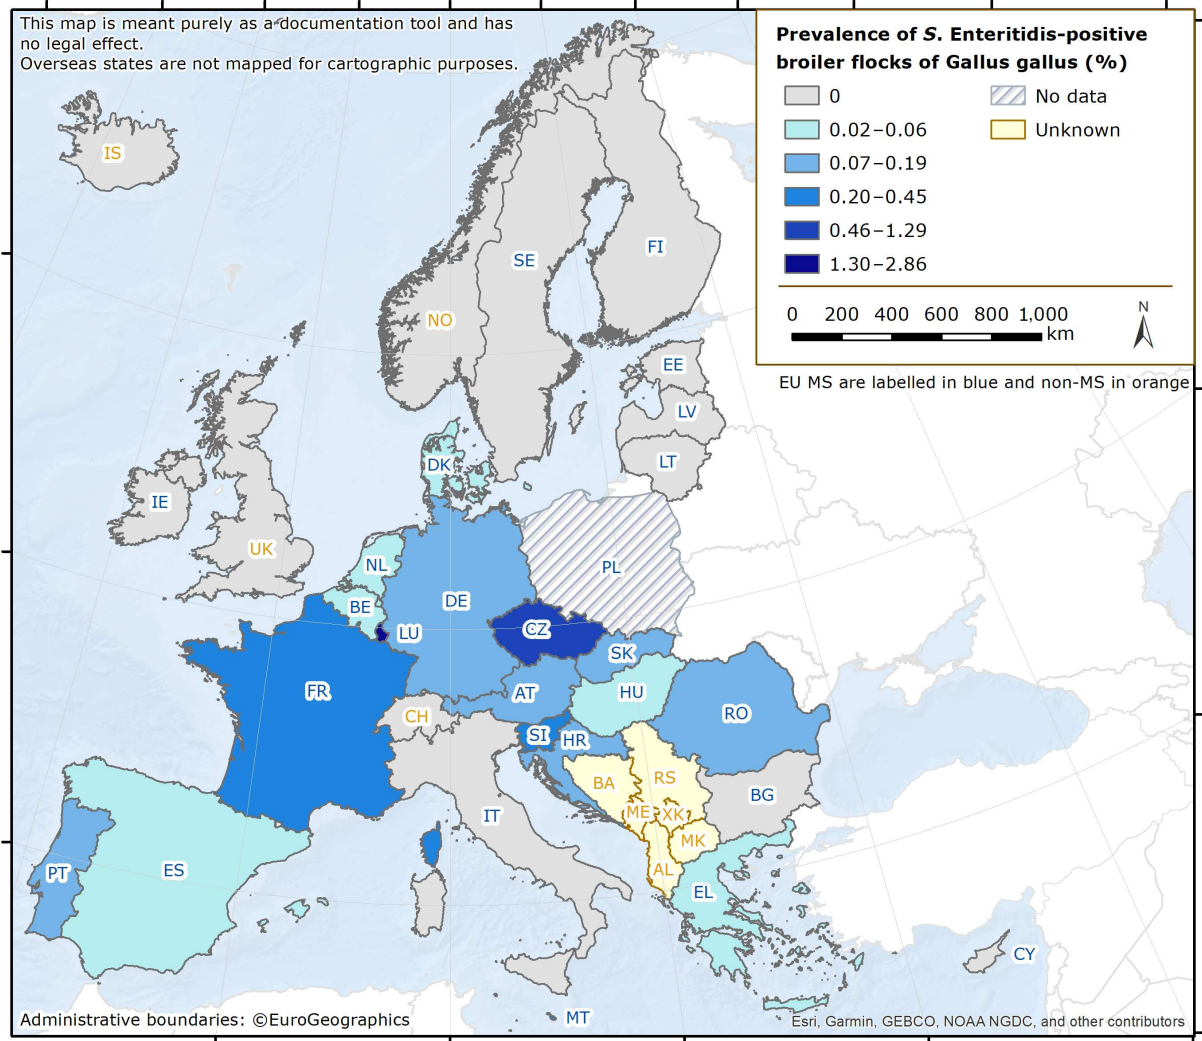 This map is meant purely as a documentation tool and has
no legal effect.
Overseas states are not mapped for cartographic purposes.
Prevalence of S. Enteritidis-positive
broiler flocks of Gallus gallus (%)
0
No data
0.02–0.06
Unknown
0.07–0.19
0.20–0.45
0.46–1.29
1.30–2.86
0 200 400 600 800 1,000
km
N
EU MS are labelled in blue and non-MS in orange
IS
SE
FI
NO
EE
LV
LT
DK
IE
UK
NL
PL
BE
DE
LU
CZ
SK
FR
AT
HU
CH
RO
SI
HR
BA
RS
BG
ME
XK
IT
MK
PT
ES
AL
EL
CY
MT
Administrative boundaries: ©EuroGeographics
Esri, Garmin, GEBCO, NOAA NGDC, and other contributors